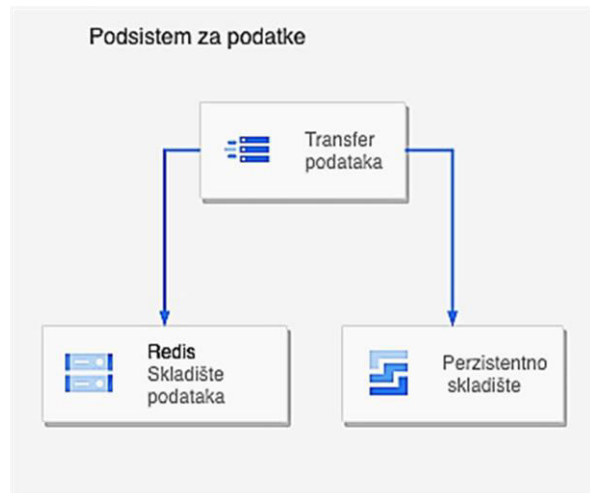 Podsistem za podatke
Transfer
podataka
Redis
Skladište
podataka
Perzistentno
skladište